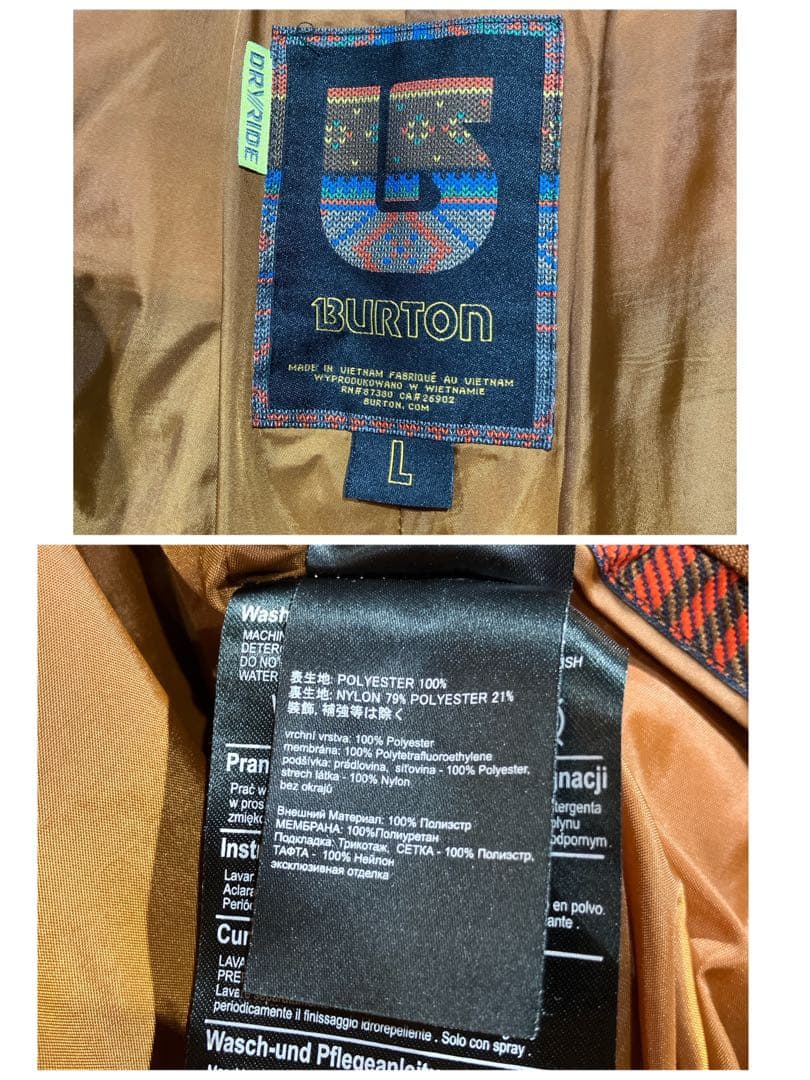 DRYRIDE
BURTON
MADE IN VIETNAM FABRIQUÉ AU VIETNAM
WYPRODUKOWANO W WIETNAMIE
RN#87380 CA#26902
BURTON.COM
L
Wash
MACHIN
DETER
DO NO
WATER
表生地: POLYESTER 100%
裏生地: NYLON 79% POLYESTER 21%
装飾, 補強等は除く
vrchní vrstva: 100% Polyester
membrána: 100% Polytetrafluoroethylene
podšívka: prádlovina, síťovina - 100% Polyester,
strech látka - 100% Nylon
bez okrajů
Внешний Материал: 100% Полиэстр
МЕМБРАНА: 100%Полиуретан
Подкладка: Трикотаж, СЕТКА - 100% Полиэстр,
ТАФТА - 100% Нейлон
эксклюзивная отделка
Pran
gnacji
Prać w
etergenta
w pros
płynu
zmiękc
odpornym.
Inst
Lavar
Aclara
en polvo.
Periód
ante.
Cur
LAVA
PRE
Lava
periodicamente il finissaggio idrorepellente. Solo con spray.
Wasch-und Pflegeanleitu